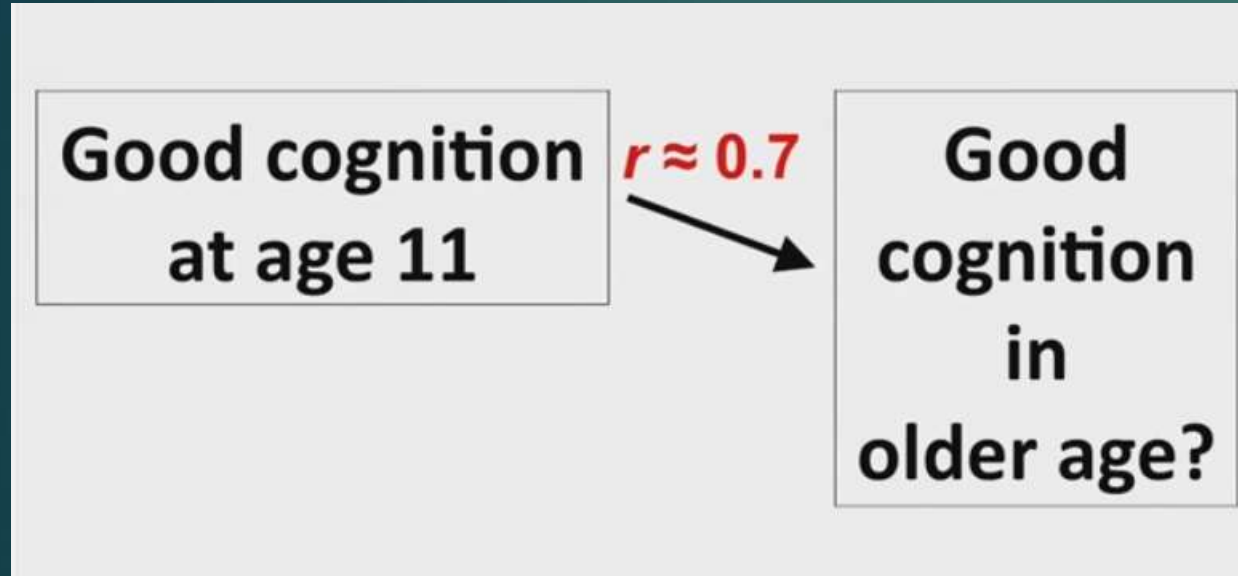 Good cognition
at age 11
r ≈ 0.7
Good
cognition
in
older age?